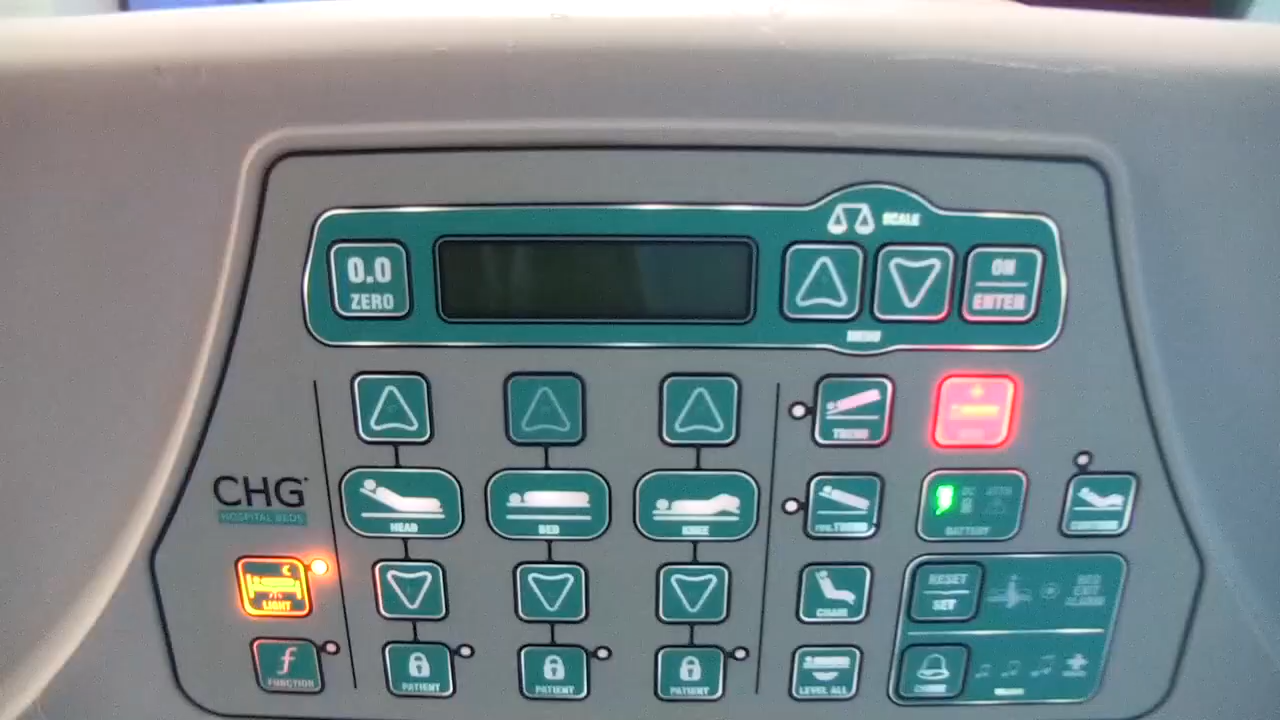 SCALE
0.0
ZERO
ON
ENTER
MENU
TREND
CHG
HOSPITAL BEDS
HEAD
BED
KNEE
rev.TREND
BATTERY
CONTOUR
LIGHT
CHAIR
RESET
SET
BED
EXIT
ALARM
FUNCTION
PATIENT
PATIENT
PATIENT
LEVEL ALL